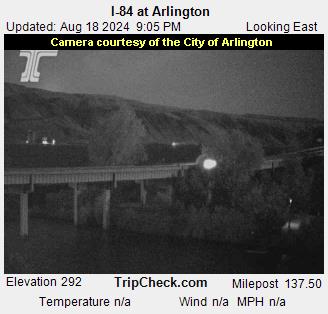 I-84 at Arlington
Updated: Aug 18 2024 9:05 PM Looking East
Camera courtesy of the City of Arlington
Elevation 292 TripCheck.com Milepost 137.50
Temperature n/a Wind n/a MPH n/a